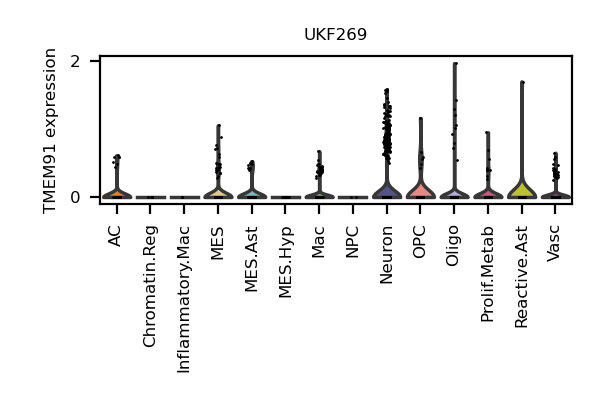 UKF269
TMEM91 expression
2
0
AC
Chromatin.Reg
Inflammatory.Mac
MES
MES.Ast
MES.Hyp
Mac
NPC
Neuron
OPC
Oligo
Prolif.Metab
Reactive.Ast
Vasc